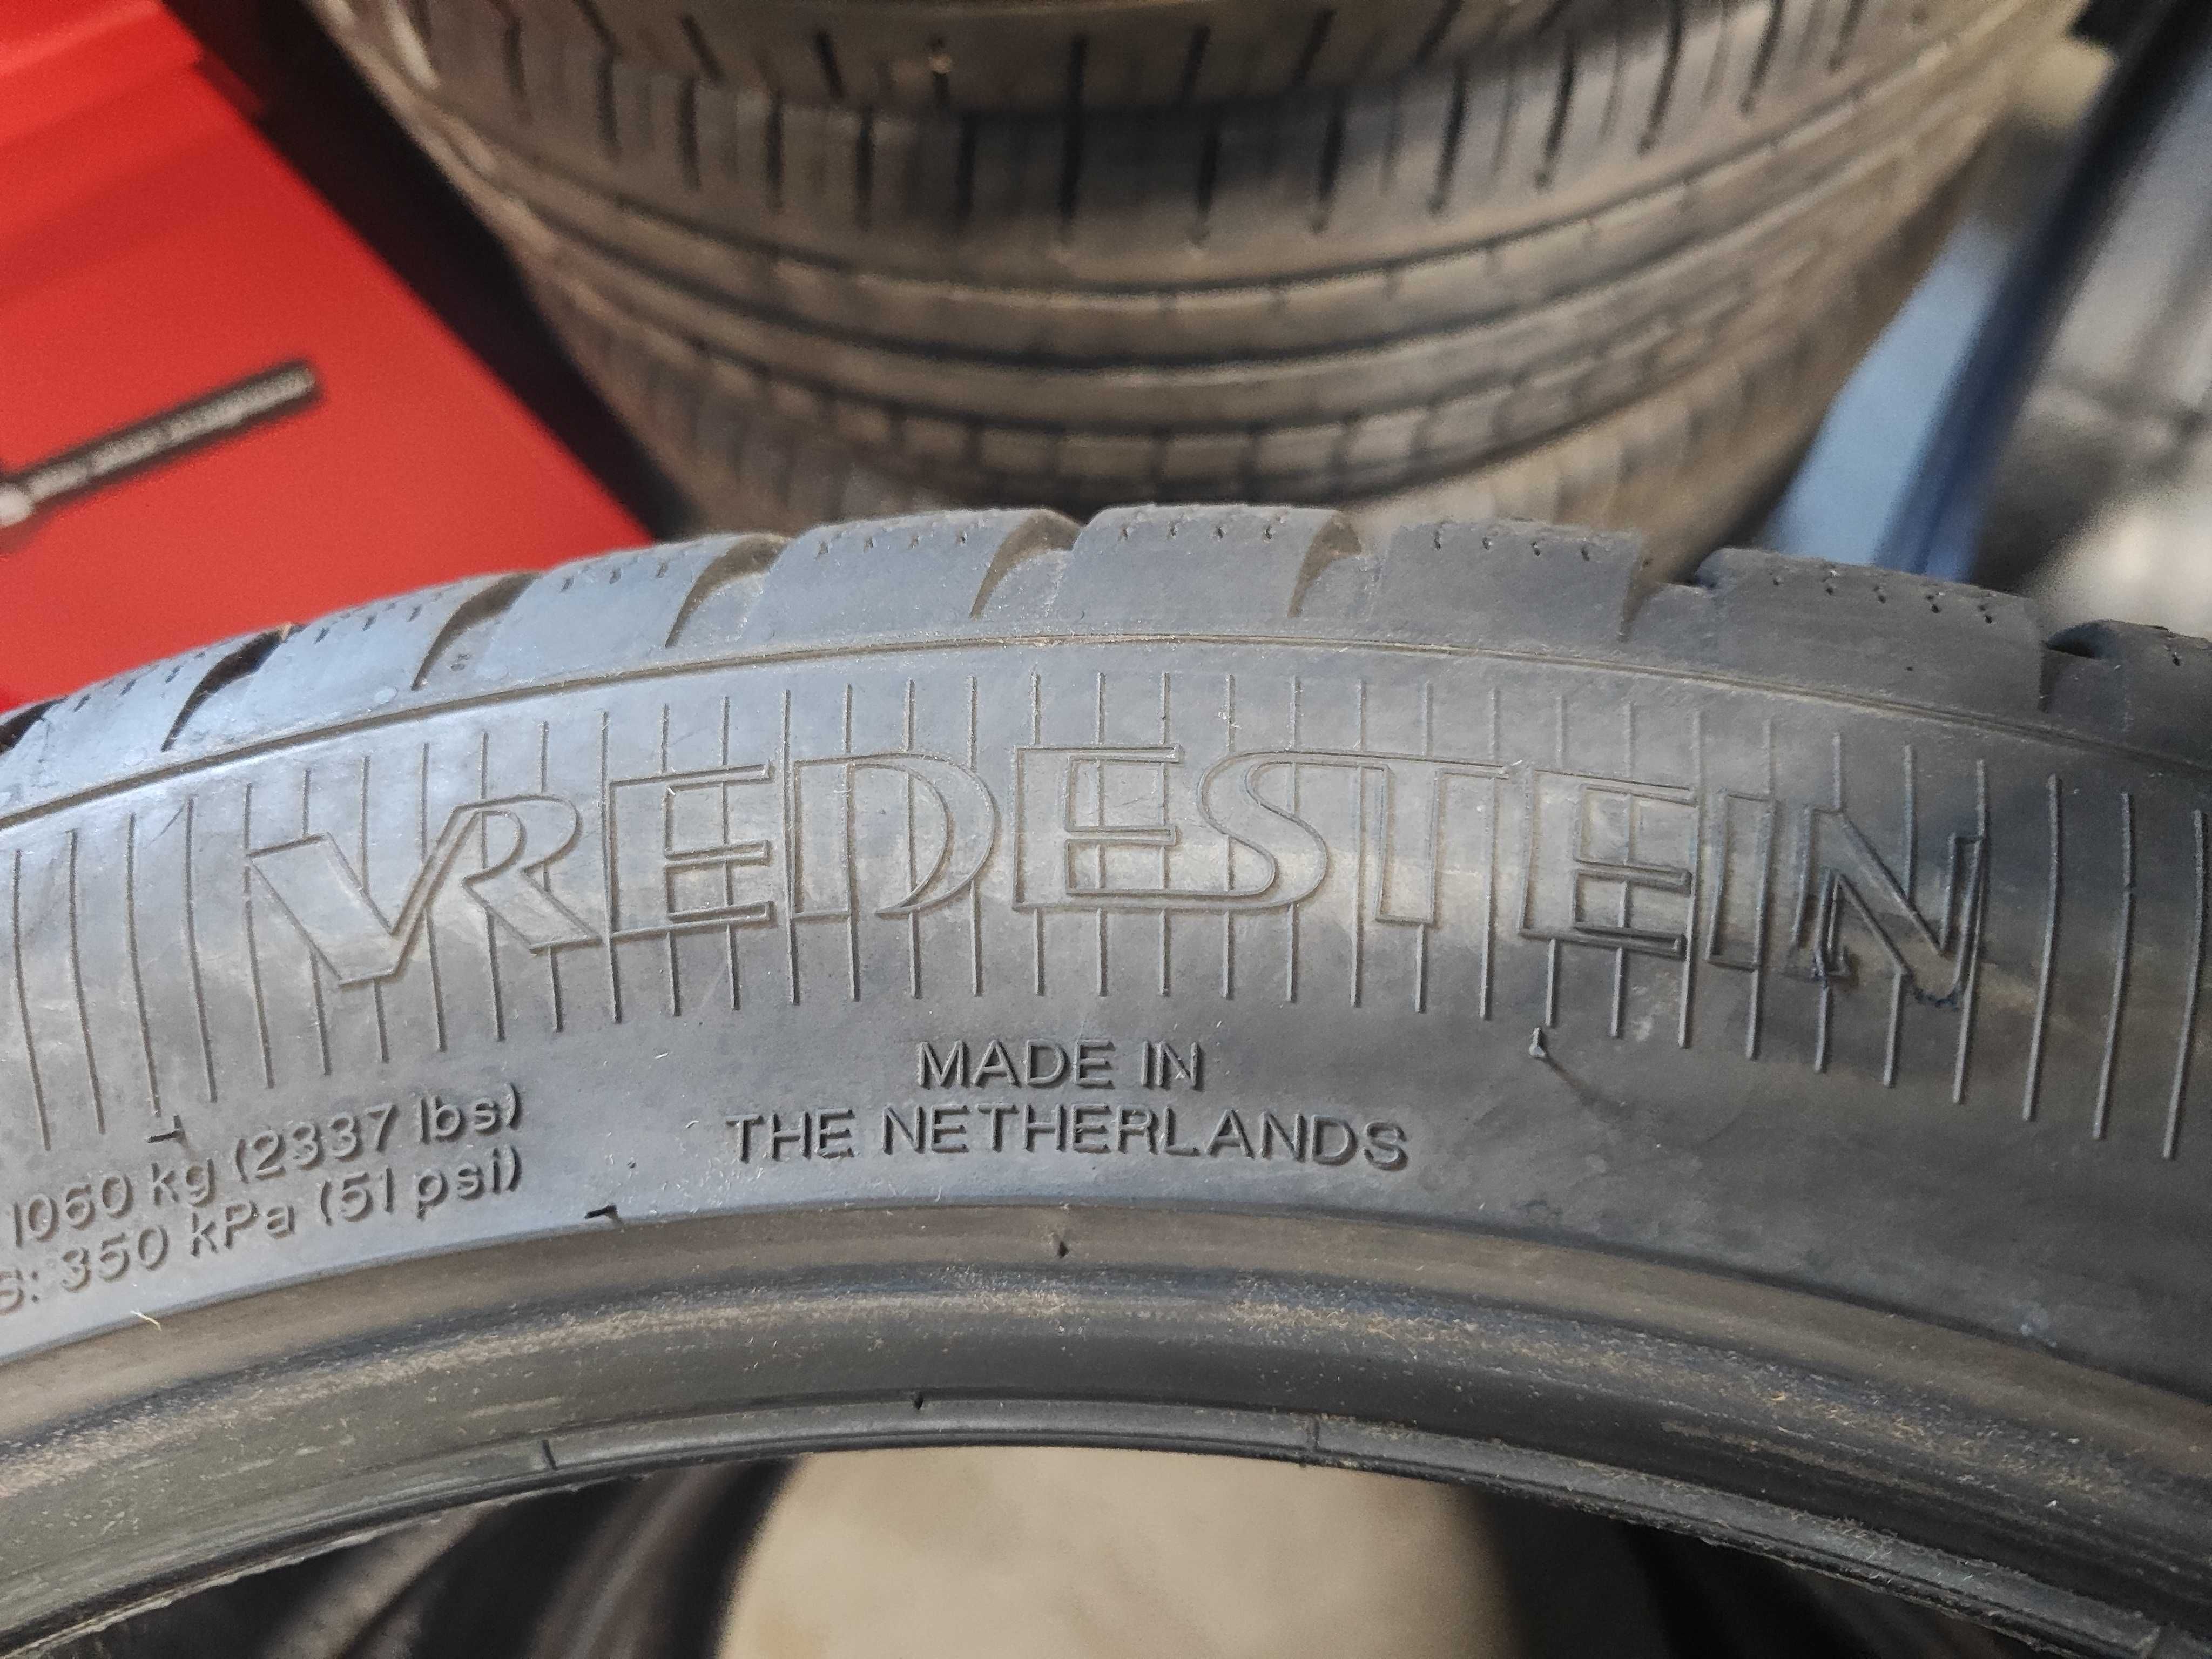 VREDESTEIN
MADE IN
THE NETHERLANDS
1060 kg (2337 lbs)
S: 350 kPa (51 psi)